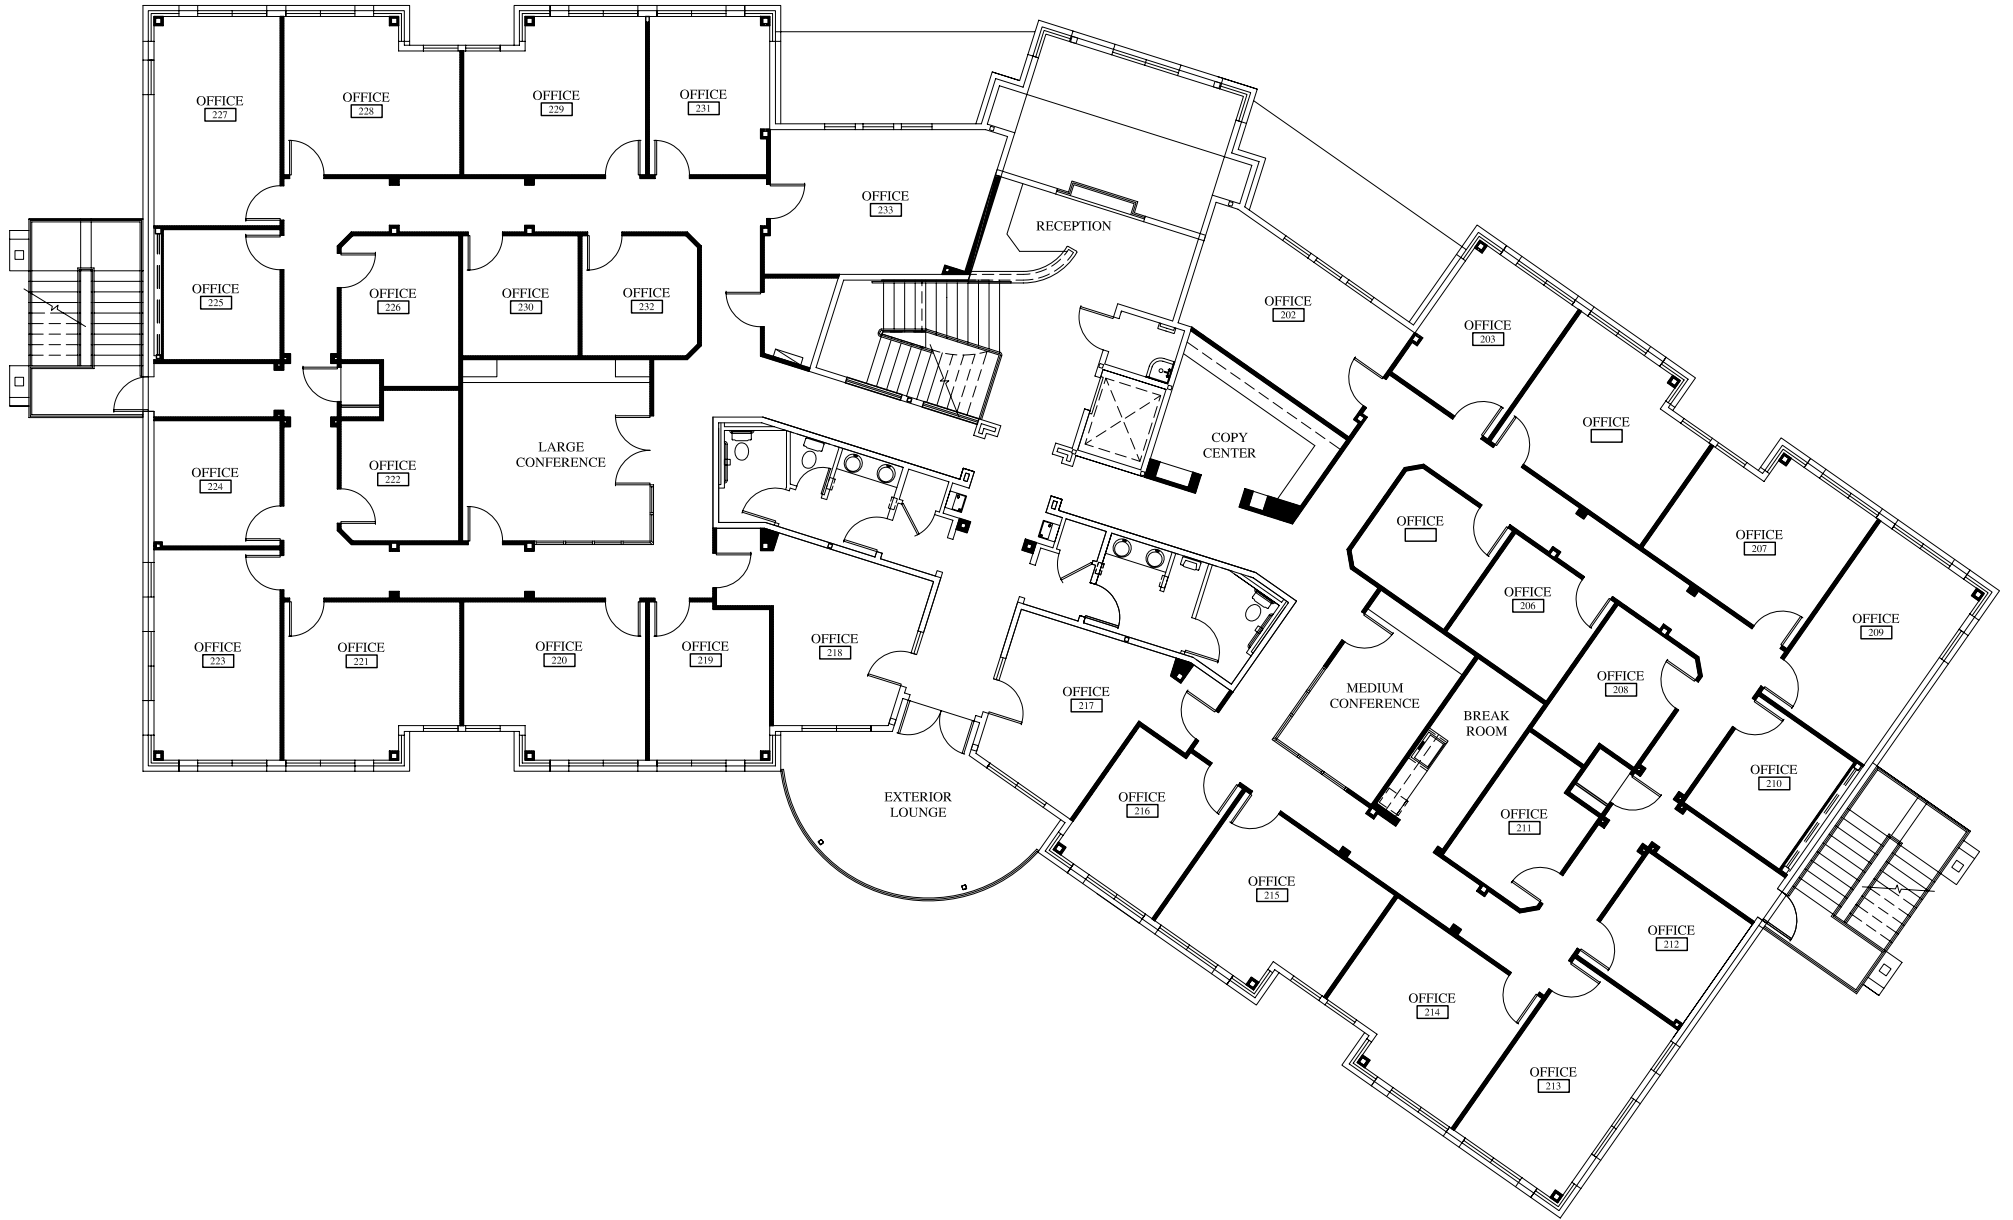 OFFICE
227
OFFICE
228
OFFICE
229
OFFICE
231
OFFICE
233
RECEPTION
OFFICE
225
OFFICE
226
OFFICE
230
OFFICE
232
OFFICE
202
OFFICE
203
OFFICE
OFFICE
224
OFFICE
222
LARGE
CONFERENCE
COPY
CENTER
OFFICE
OFFICE
207
OFFICE
206
OFFICE
209
OFFICE
223
OFFICE
221
OFFICE
220
OFFICE
219
OFFICE
218
OFFICE
217
MEDIUM
CONFERENCE
OFFICE
208
BREAK
ROOM
OFFICE
210
EXTERIOR
LOUNGE
OFFICE
216
OFFICE
211
OFFICE
215
OFFICE
212
OFFICE
214
OFFICE
213